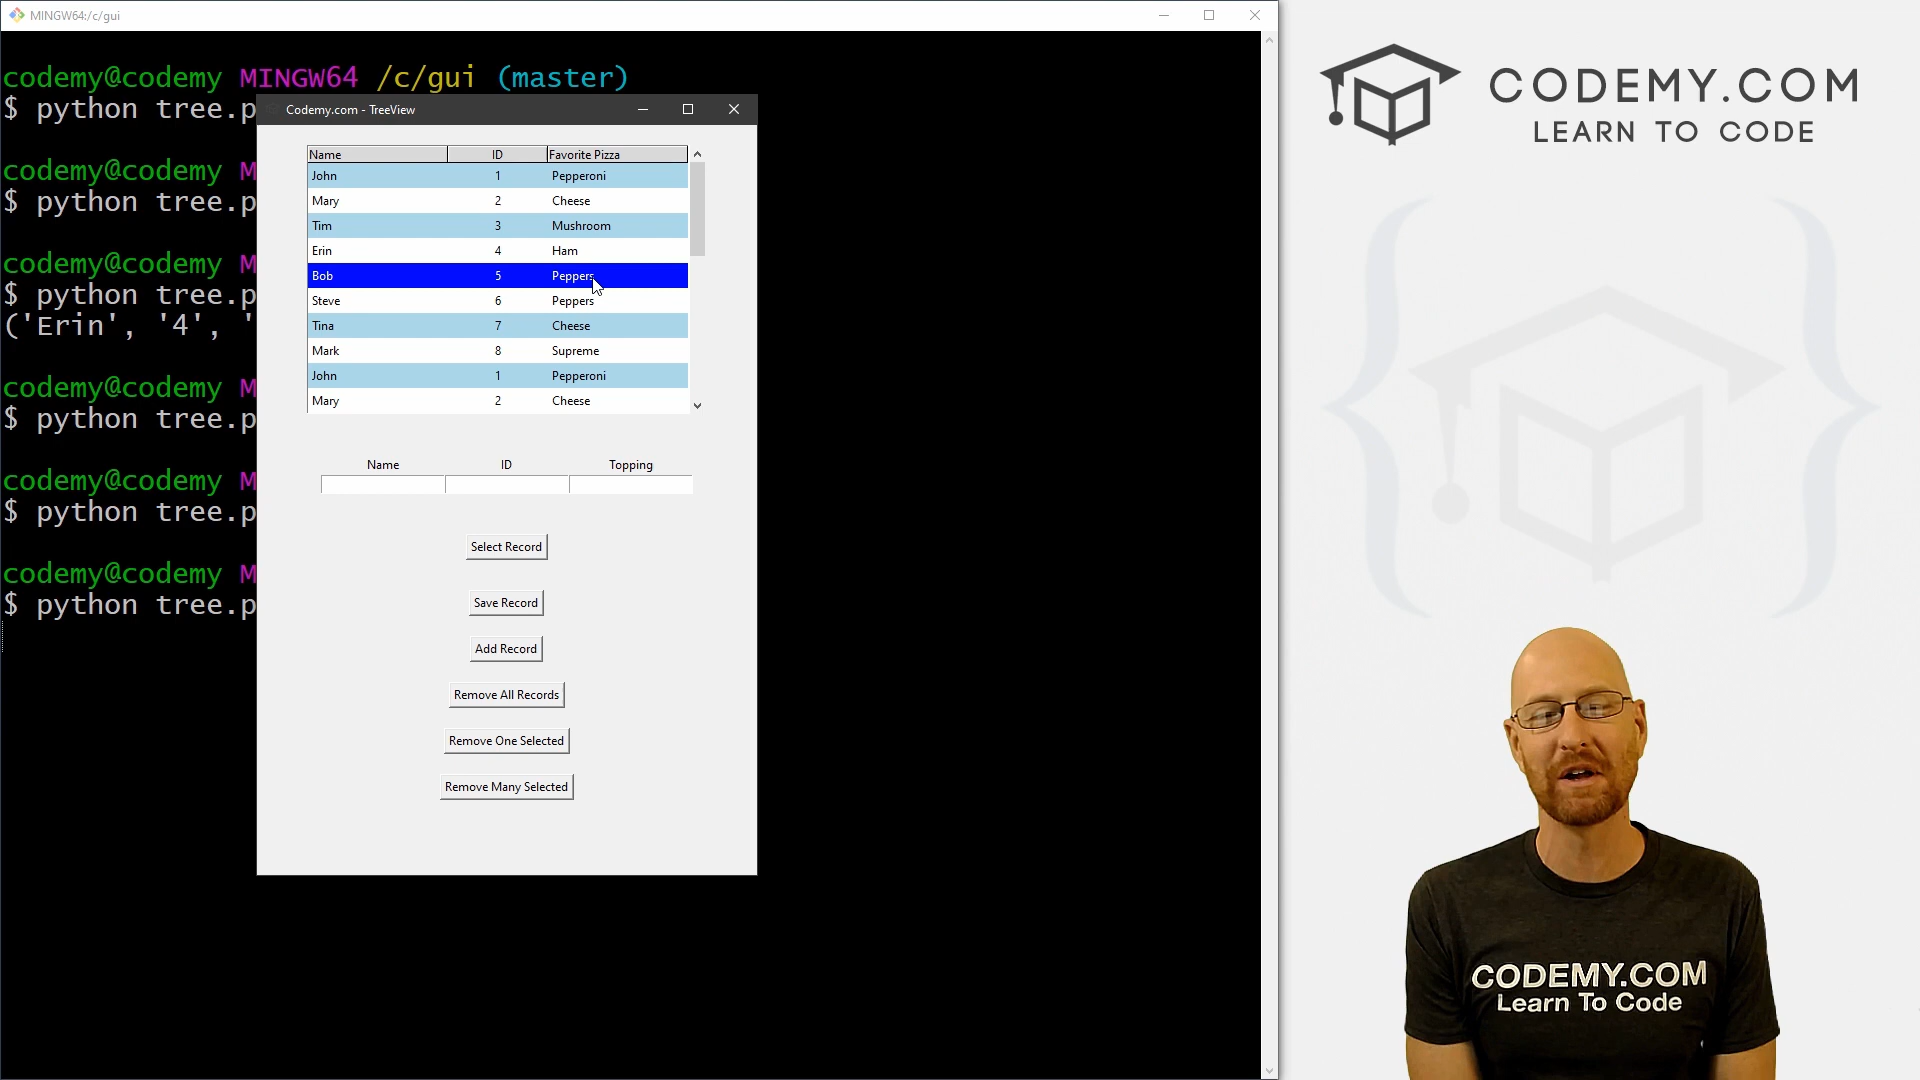 MINGW64:/c/gui
codemy@codemy MINGW64 /c/gui (master)
$ python tree.p
codemy@codemy M
$ python tree.p
codemy@codemy M
$ python tree.p
('Erin', '4', '
codemy@codemy M
$ python tree.p
codemy@codemy M
$ python tree.p
codemy@codemy M
$ python tree.p
Codemy.com - TreeView
Name ID Favorite Pizza
John 1 Pepperoni
Mary 2 Cheese
Tim 3 Mushroom
Erin 4 Ham
Bob 5 Peppers
Steve 6 Peppers
Tina 7 Cheese
Mark 8 Supreme
John 1 Pepperoni
Mary 2 Cheese
Name ID Topping
Select Record
Save Record
Add Record
Remove All Records
Remove One Selected
Remove Many Selected
CODEMY.COM
LEARN TO CODE
CODEMY.COM
Learn To Code